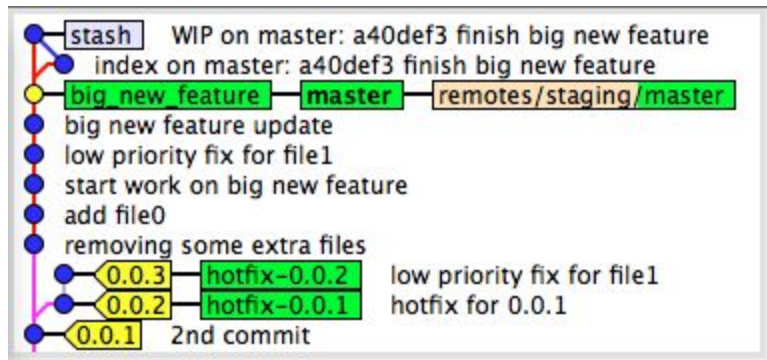 stash WIP on master: a40def3 finish big new feature
index on master: a40def3 finish big new feature
big_new_feature master remotes/staging/master
big new feature update
low priority fix for file1
start work on big new feature
add file0
removing some extra files
0.0.3 hotfix-0.0.2 low priority fix for file1
0.0.2 hotfix-0.0.1 hotfix for 0.0.1
0.0.1 2nd commit